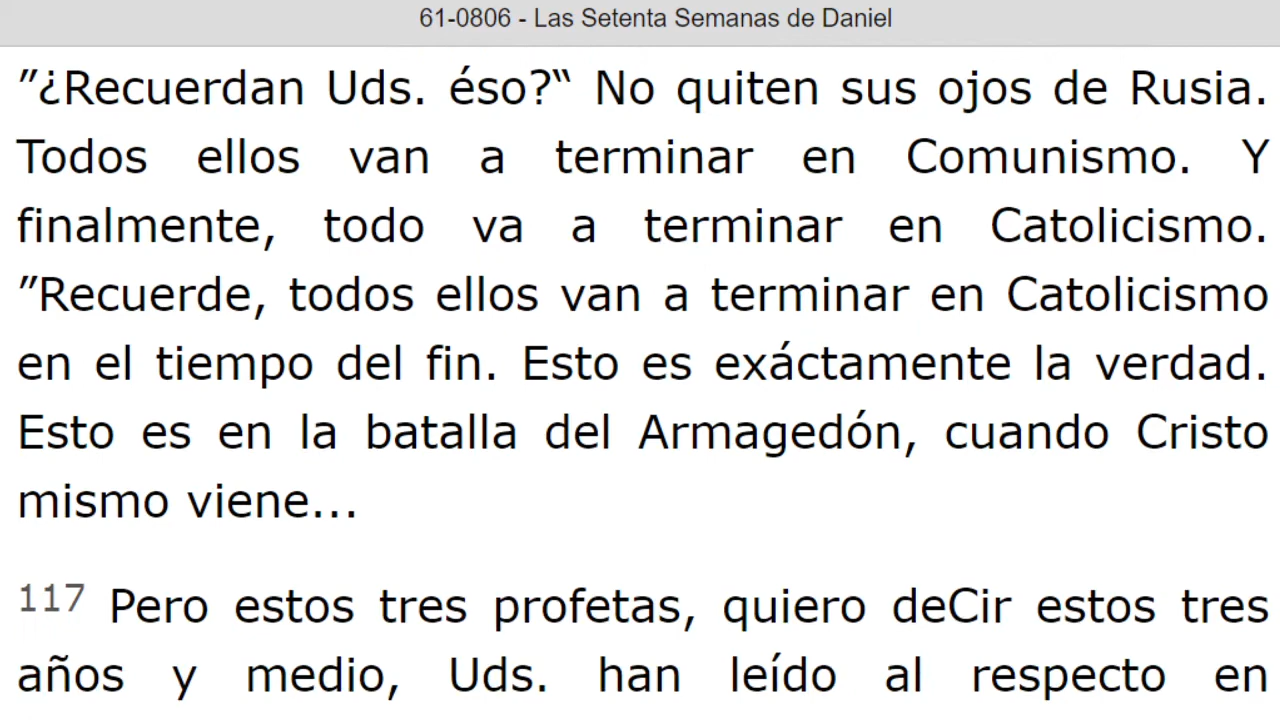 61-0806 - Las Setenta Semanas de Daniel
”¿Recuerdan Uds. éso?“ No quiten sus ojos de Rusia.
Todos ellos van a terminar en Comunismo. Y
finalmente, todo va a terminar en Catolicismo.
”Recuerde, todos ellos van a terminar en Catolicismo
en el tiempo del fin. Esto es exáctamente la verdad.
Esto es en la batalla del Armagedón, cuando Cristo
mismo viene...
117 Pero estos tres profetas, quiero deCir estos tres
años y medio, Uds. han leído al respecto en